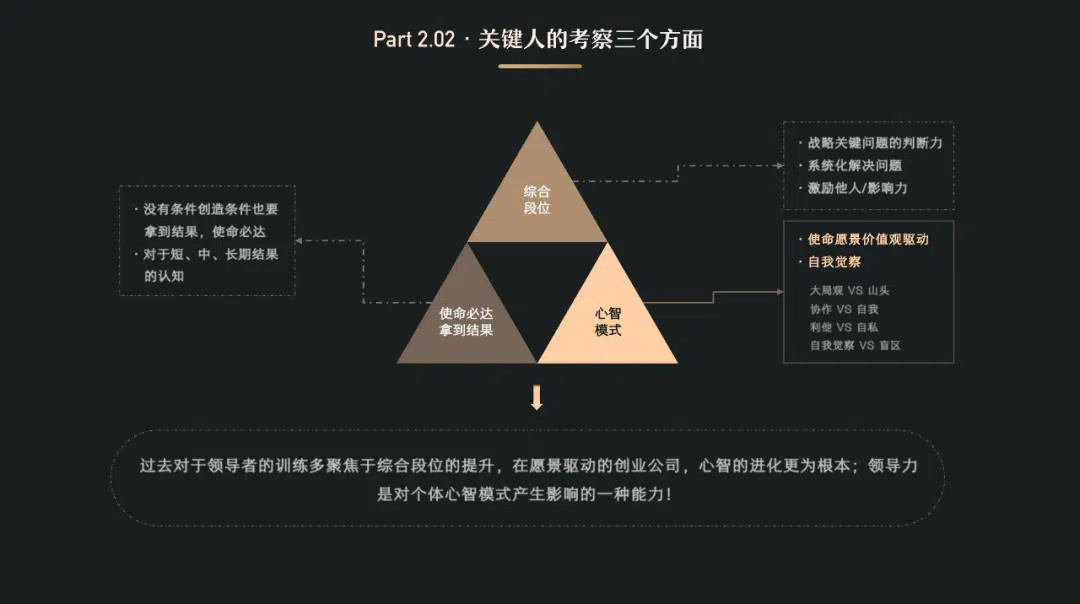 Part 2.02 · 关键人的考察三个方面
综合
段位
· 战略关键问题的判断力
· 系统化解决问题
· 激励他人/影响力
· 没有条件创造条件也要
拿到结果，使命必达
· 对于短、中、长期结果
的认知
使命必达
拿到结果
心智
模式
· 使命愿景价值观驱动
· 自我觉察
大局观 VS 山头
协作 VS 自我
利他 VS 自私
自我觉察 VS 盲区
过去对于领导者的训练多聚焦于综合段位的提升，在愿景驱动的创业公司，心智的进化更为根本；领导力
是对个体心智模式产生影响的一种能力！